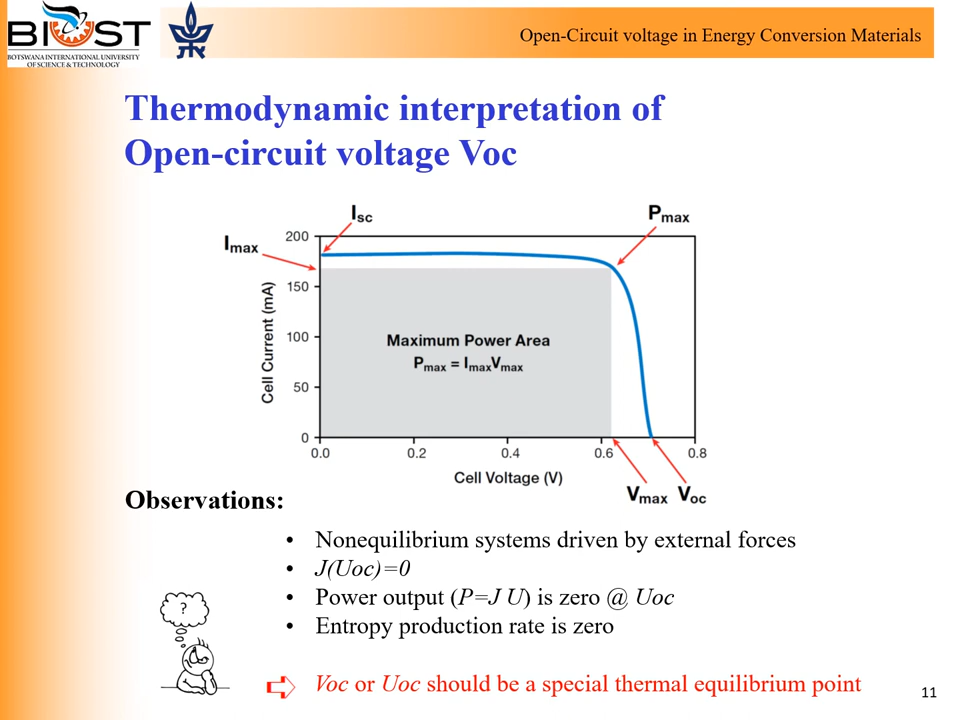 BIUST
BOTSWANA INTERNATIONAL UNIVERSITY
OF SCIENCE & TECHNOLOGY
Open-Circuit voltage in Energy Conversion Materials
Thermodynamic interpretation of
Open-circuit voltage Voc
Isc
Pmax
Imax
200
150
100
50
0
Cell Current (mA)
Maximum Power Area
Pmax = ImaxVmax
0.0 0.2 0.4 0.6 0.8
Cell Voltage (V)
Vmax Voc
Observations:
• Nonequilibrium systems driven by external forces
• J(Uoc)=0
• Power output (P=J U) is zero @ Uoc
• Entropy production rate is zero
?
Voc or Uoc should be a special thermal equilibrium point
11